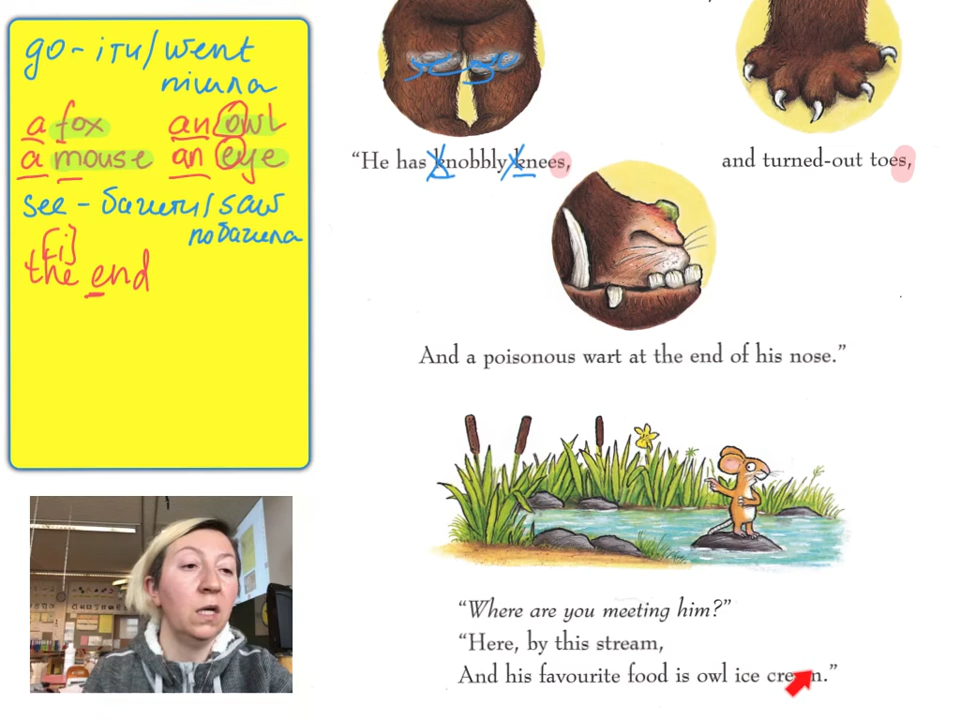 go - іти / went
пішла
a fox an owl
a mouse an eye
see - бачити / saw
побачила
[i]
the end
“He has knobbly knees,
and turned-out toes,
And a poisonous wart at the end of his nose.”
“Where are you meeting him?”
“Here, by this stream,
And his favourite food is owl ice cream.”